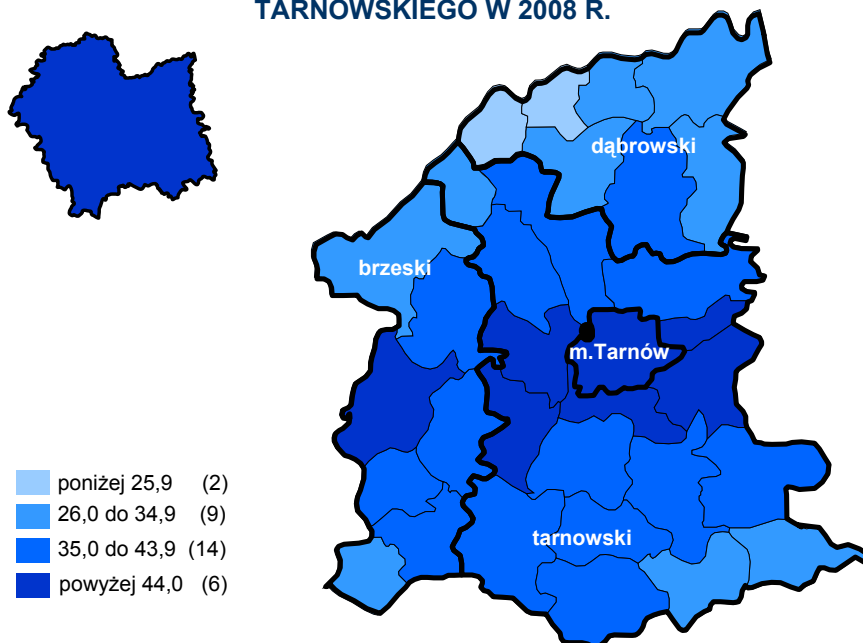 TARNOWSKIEGO W 2008 R.
dąbrowski
brzeski
m.Tarnów
tarnowski
poniżej 25,9 (2)
26,0 do 34,9 (9)
35,0 do 43,9 (14)
powyżej 44,0 (6)